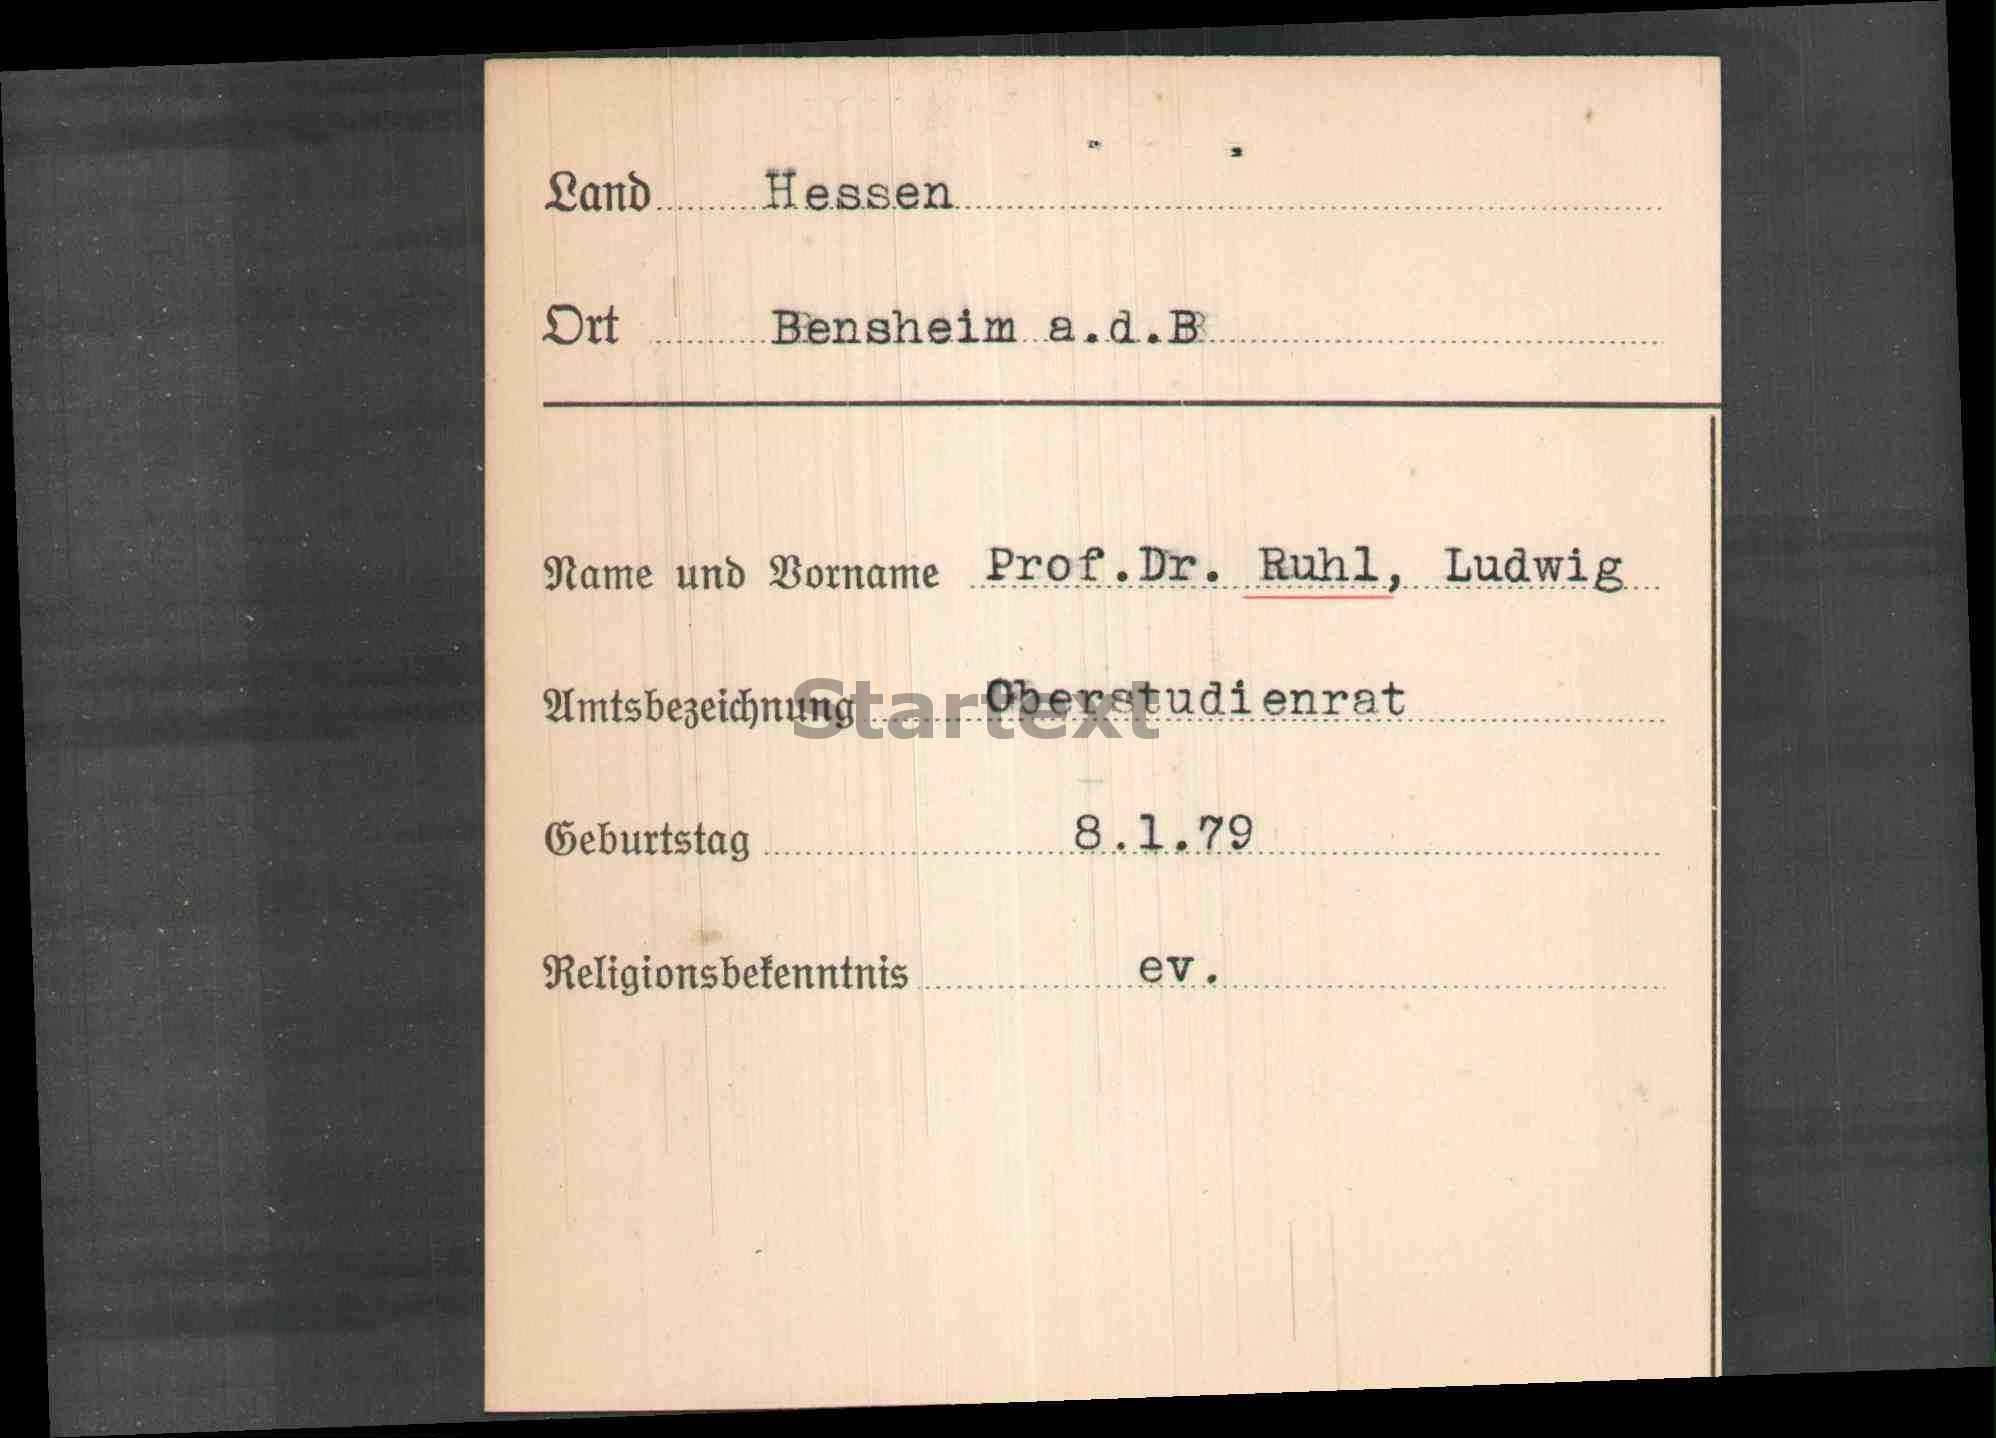 Land Hessen
Ort Bensheim a.d.B
Name und Vorname Prof.Dr. Ruhl, Ludwig
Amtsbezeichnung Oberstudienrat
Startext
Geburtstag 8.1.79
Religionsbekenntnis ev.